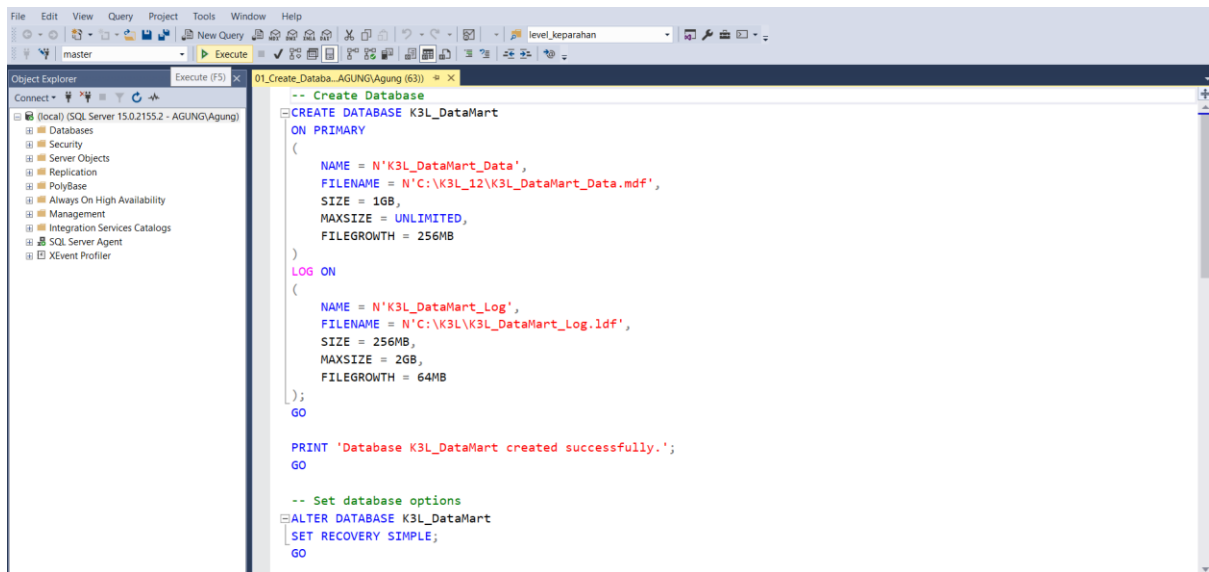 File Edit View Query Project Tools Window Help
New Query
level_keparahan
master
Execute
Object Explorer
Execute (F5)
01_Create_Databa...AGUNG\Agung (63))
Connect
(local) (SQL Server 15.0.2155.2 - AGUNG\Agung)
Databases
Security
Server Objects
Replication
PolyBase
Always On High Availability
Management
Integration Services Catalogs
SQL Server Agent
XEvent Profiler
-- Create Database
CREATE DATABASE K3L_DataMart
ON PRIMARY
(
NAME = N'K3L_DataMart_Data',
FILENAME = N'C:\K3L_12\K3L_DataMart_Data.mdf',
SIZE = 1GB,
MAXSIZE = UNLIMITED,
FILEGROWTH = 256MB
)
LOG ON
(
NAME = N'K3L_DataMart_Log',
FILENAME = N'C:\K3L\K3L_DataMart_Log.ldf',
SIZE = 256MB,
MAXSIZE = 2GB,
FILEGROWTH = 64MB
);
GO
PRINT 'Database K3L_DataMart created successfully.';
GO
-- Set database options
ALTER DATABASE K3L_DataMart
SET RECOVERY SIMPLE;
GO